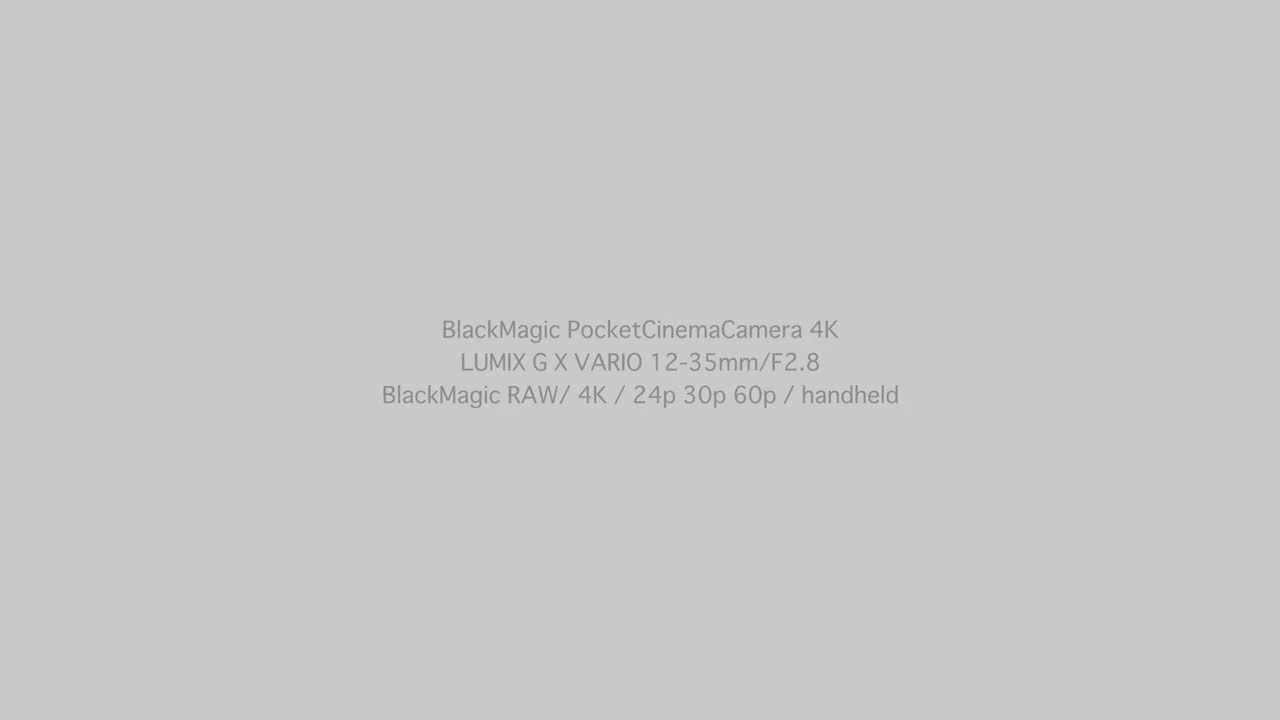 BlackMagic PocketCinemaCamera 4K
LUMIX G X VARIO 12-35mm/F2.8
BlackMagic RAW/ 4K / 24p 30p 60p / handheld